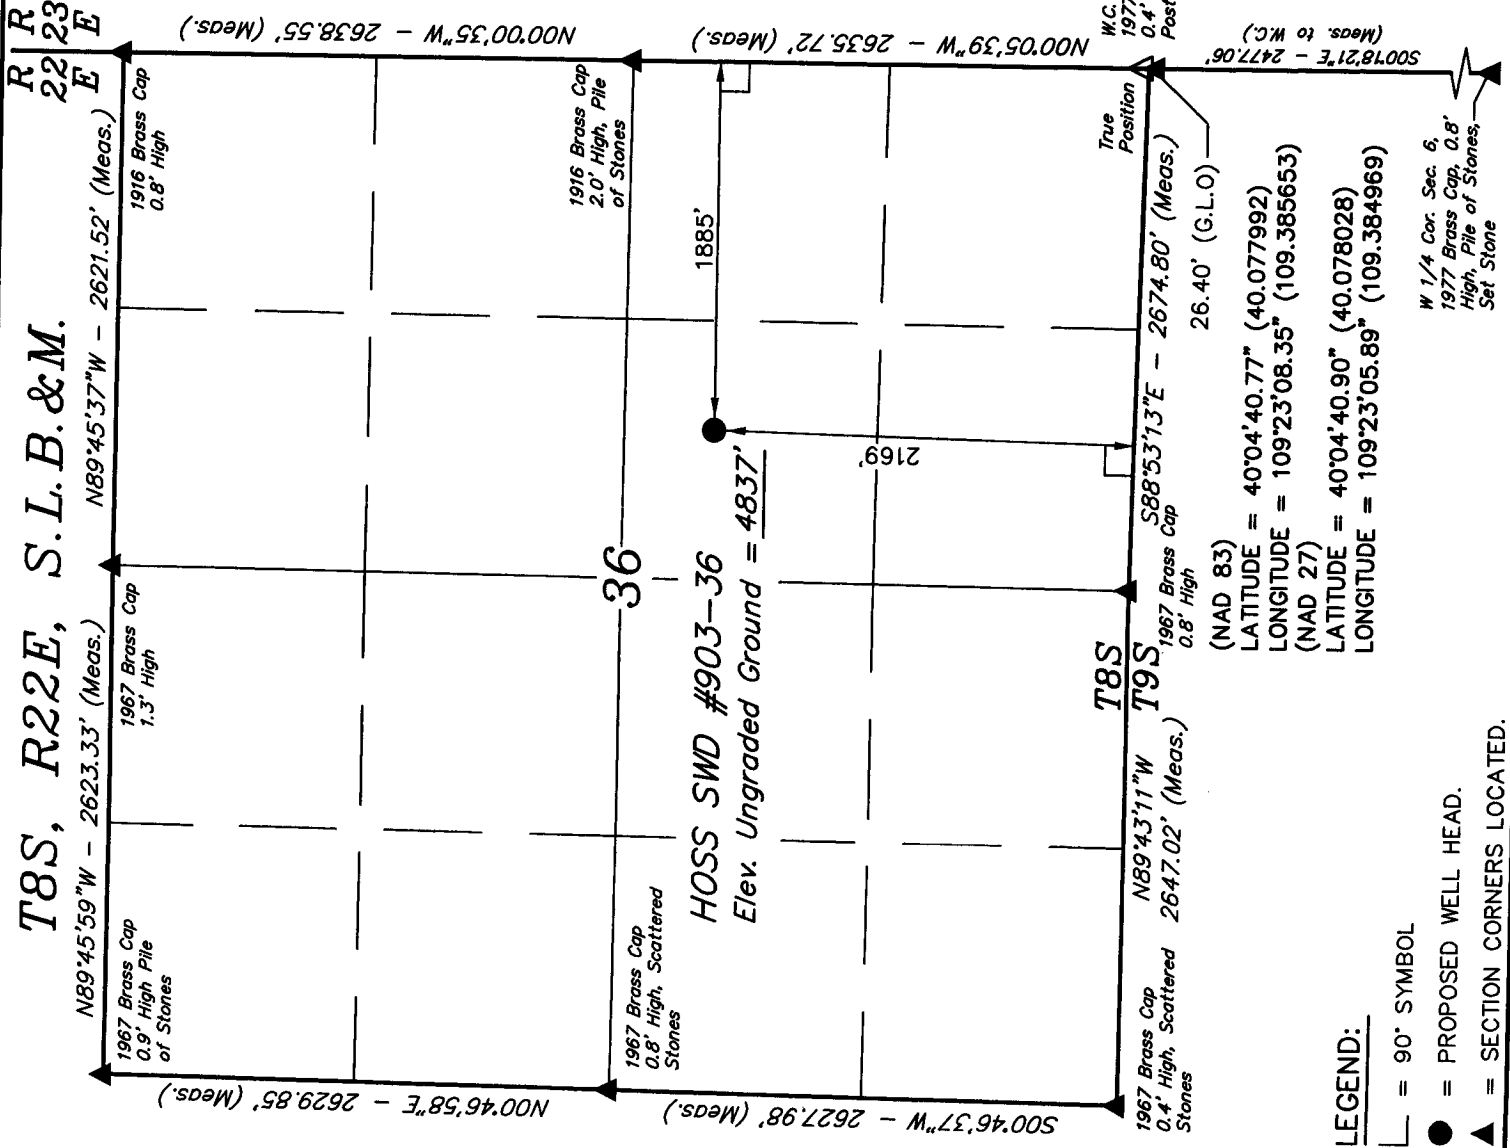 T8S, R22E, S.L.B.&M.
R R
22 23
E E
N89°45'59"W - 2623.33' (Meas.)
N89°45'37"W - 2621.52' (Meas.)
1967 Brass Cap
0.9' High Pile
of Stones
1967 Brass Cap
1.3' High
1916 Brass Cap
0.8' High
N00°46'58"E - 2629.85' (Meas.)
N00°00'35"W - 2638.55' (Meas.)
1967 Brass Cap
0.8' High, Scattered
Stones
36
1916 Brass Cap
2.0' High, Pile
of Stones
HOSS SWD #903-36
Elev. Ungraded Ground = 4837'
1885'
2169'
S00°46'37"W - 2627.98' (Meas.)
N00°05'39"W - 2635.72' (Meas.)
W.C.
1977
0.4'
Post
True
Position
T8S
T9S
1967 Brass Cap
0.4' High, Scattered
Stones
N89°43'11"W
2647.02' (Meas.)
1967 Brass Cap
0.8' High
S88°53'13"E - 2674.80' (Meas.)
26.40' (G.L.O)
S00°18'21"E - 2477.06'
(Meas. to W.C.)
(NAD 83)
LATITUDE = 40°04'40.77" (40.077992)
LONGITUDE = 109°23'08.35" (109.385653)
(NAD 27)
LATITUDE = 40°04'40.90" (40.078028)
LONGITUDE = 109°23'05.89" (109.384969)
W 1/4 Cor. Sec. 6,
1977 Brass Cap, 0.8'
High, Pile of Stones,
Set Stone
LEGEND:
= 90° SYMBOL
= PROPOSED WELL HEAD.
= SECTION CORNERS LOCATED.